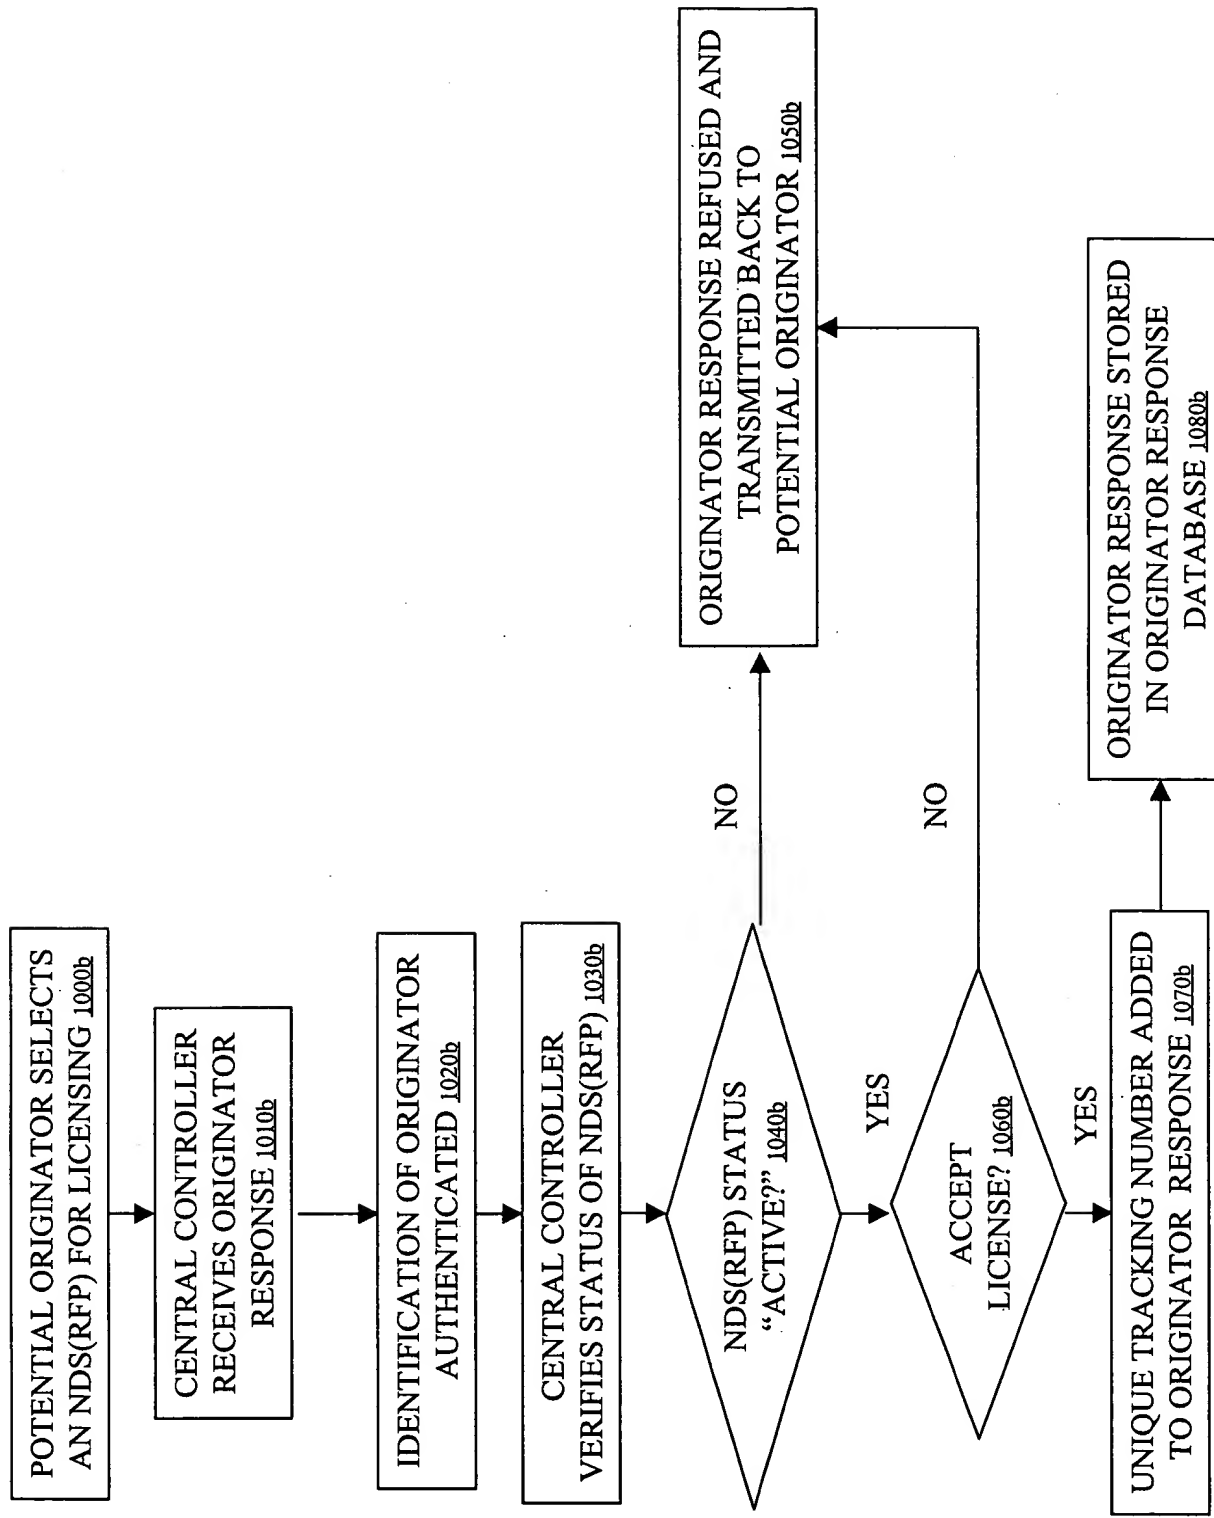 POTENTIAL ORIGINATOR SELECTS
AN NDS(RFP) FOR LICENSING 1000b
CENTRAL CONTROLLER
RECEIVES ORIGINATOR
RESPONSE 1010b
IDENTIFICATION OF ORIGINATOR
AUTHENTICATED 1020b
CENTRAL CONTROLLER
VERIFIES STATUS OF NDS(RFP) 1030b
NDS(RFP) STATUS
“ACTIVE?” 1040b
NO
ORIGINATOR RESPONSE REFUSED AND
TRANSMITTED BACK TO
POTENTIAL ORIGINATOR 1050b
YES
ACCEPT
LICENSE? 1060b
NO
YES
UNIQUE TRACKING NUMBER ADDED
TO ORIGINATOR RESPONSE 1070b
ORIGINATOR RESPONSE STORED
IN ORIGINATOR RESPONSE
DATABASE 1080b